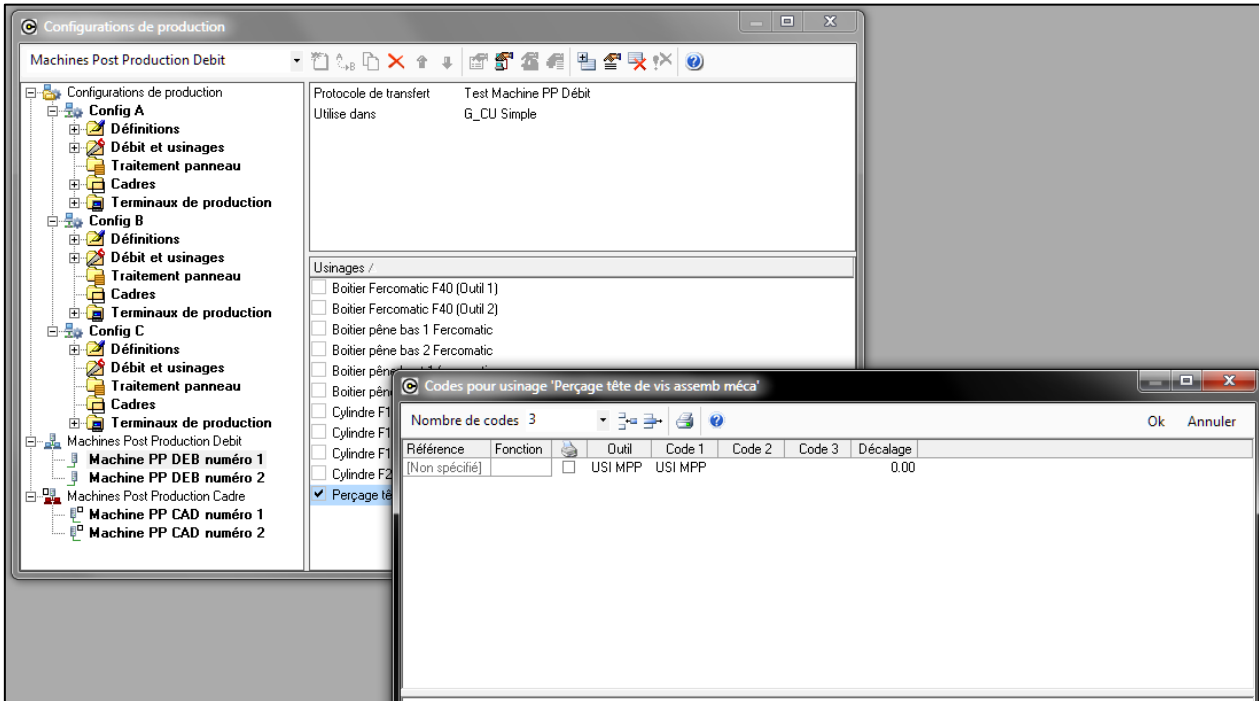 Configurations de production
Machines Post Production Debit
Configurations de production
Config A
Définitions
Débit et usinages
Traitement panneau
Cadres
Terminaux de production
Config B
Définitions
Débit et usinages
Traitement panneau
Cadres
Terminaux de production
Config C
Définitions
Débit et usinages
Traitement panneau
Cadres
Terminaux de production
Machines Post Production Debit
Machine PP DEB numéro 1
Machine PP DEB numéro 2
Machines Post Production Cadre
Machine PP CAD numéro 1
Machine PP CAD numéro 2
Protocole de transfert Test Machine PP Débit
Utilise dans G_CU Simple
Usinages /
Boitier Fercomatic F40 (Outil 1)
Boitier Fercomatic F40 (Outil 2)
Boitier pêne bas 1 Fercomatic
Boitier pêne bas 2 Fercomatic
Boitier pêne
Boitier pên
Cylindre F1
Cylindre F1
Cylindre F1
Cylindre F2
Perçage tê
Codes pour usinage 'Perçage tête de vis assemb méca'
Nombre de codes 3 Ok Annuler
Référence Fonction Outil Code 1 Code 2 Code 3 Décalage
[Non spécifié] USI MPP USI MPP 0.00